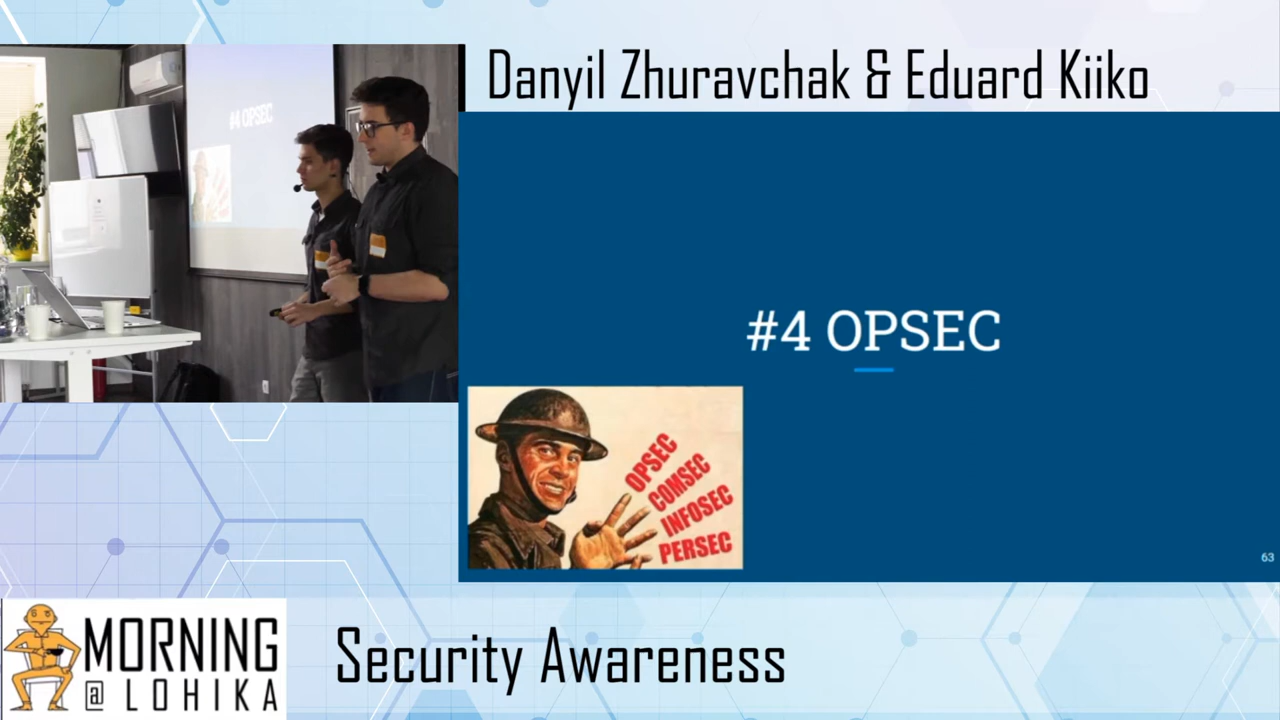 Danyil Zhuravchak & Eduard Kiiko
#4 OPSEC
#4 OPSEC
OPSEC
COMSEC
INFOSEC
PERSEC
63
MORNING
@ LOHIKA
Security Awareness